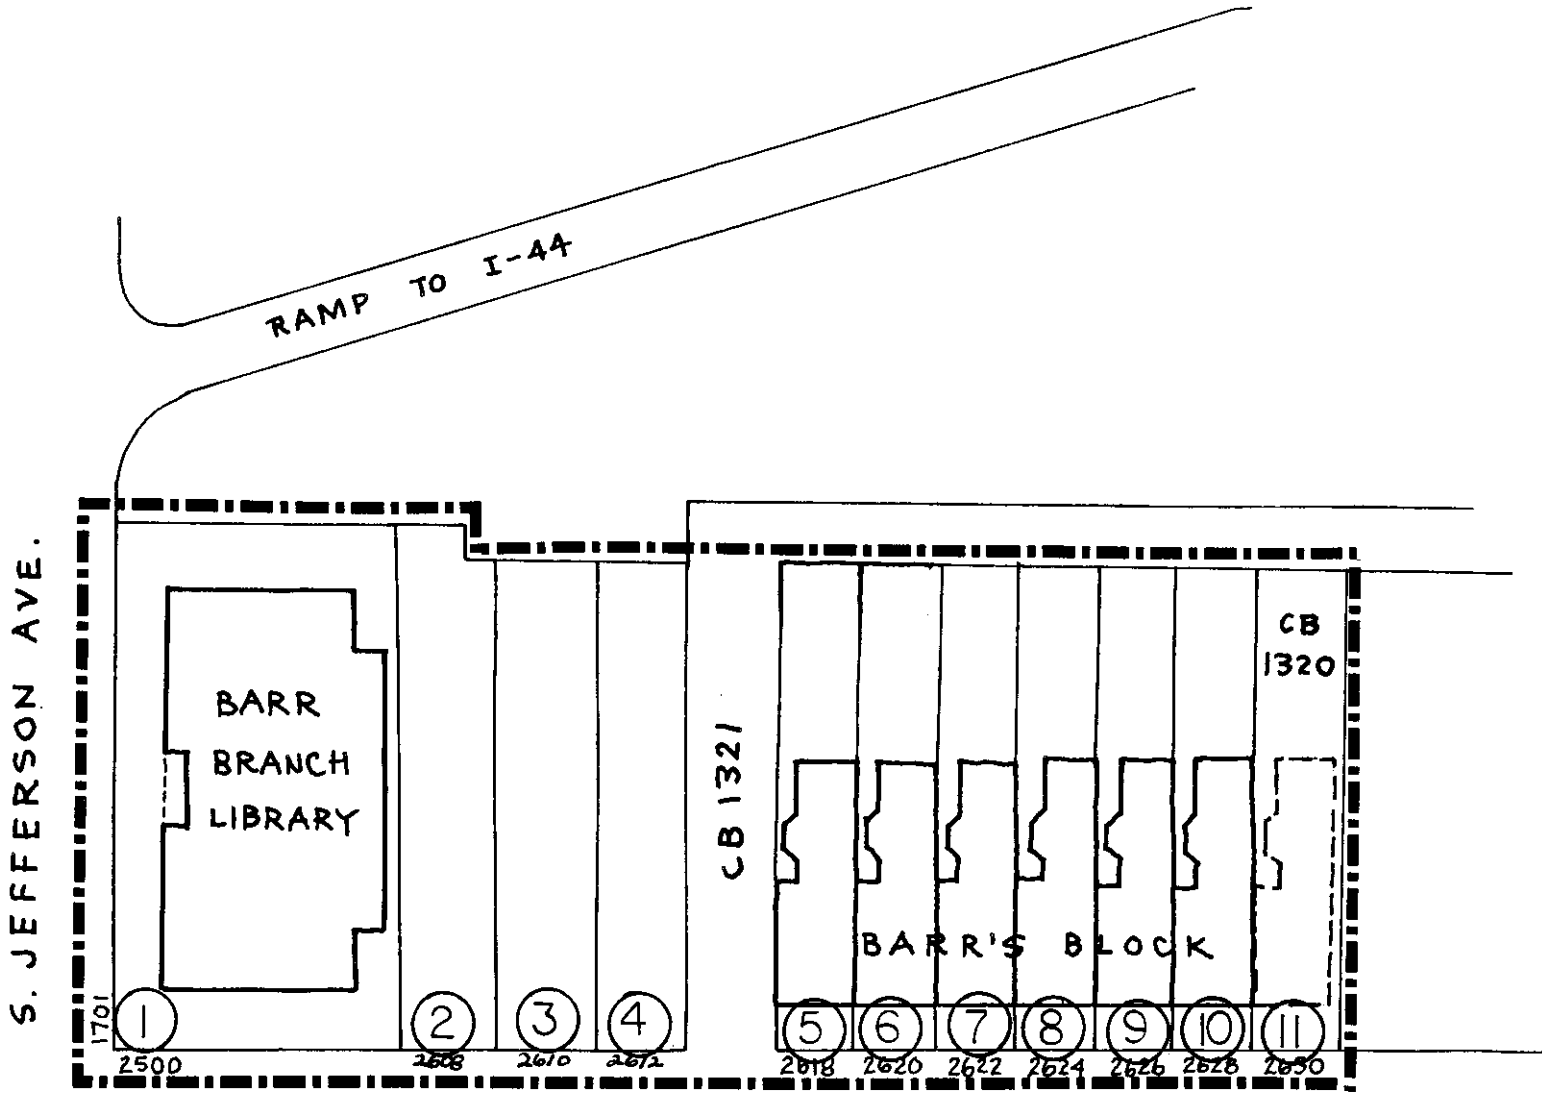 RAMP TO I-44
S. JEFFERSON AVE.
BARR
BRANCH
LIBRARY
CB 1321
CB
1320
BARR'S BLOCK
1701
1 2 3 4 5 6 7 8 9 10 11
2500 2608 2610 2612 2618 2620 2622 2624 2626 2628 2630